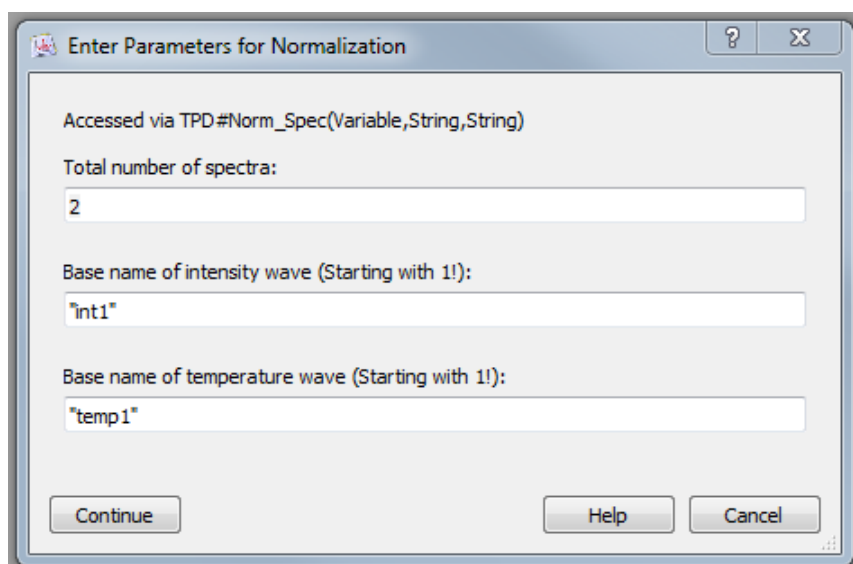 Enter Parameters for Normalization
Accessed via TPD#Norm_Spec(Variable,String,String)
Total number of spectra:
2
Base name of intensity wave (Starting with 1!):
"int1"
Base name of temperature wave (Starting with 1!):
"temp1"
Continue Help Cancel